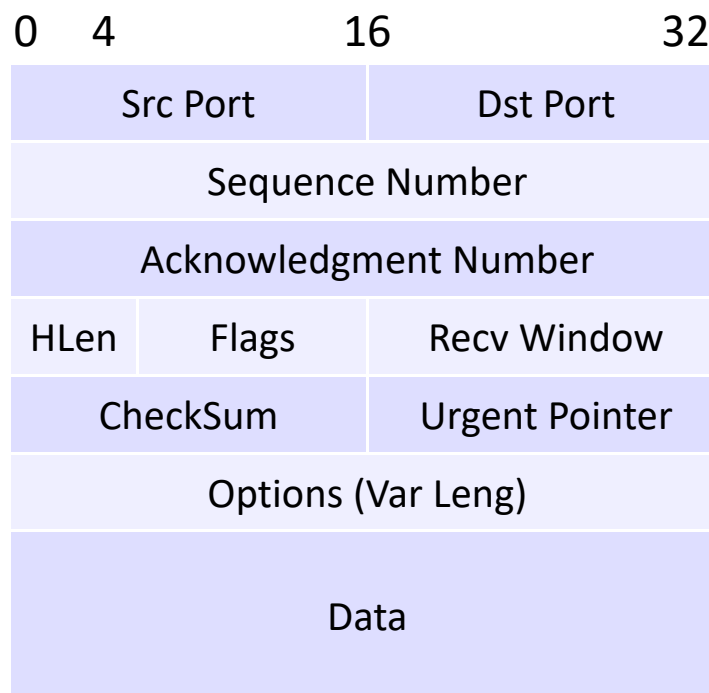 0 4 16 32
Src Port Dst Port
Sequence Number
Acknowledgment Number
HLen Flags Recv Window
CheckSum Urgent Pointer
Options (Var Leng)
Data